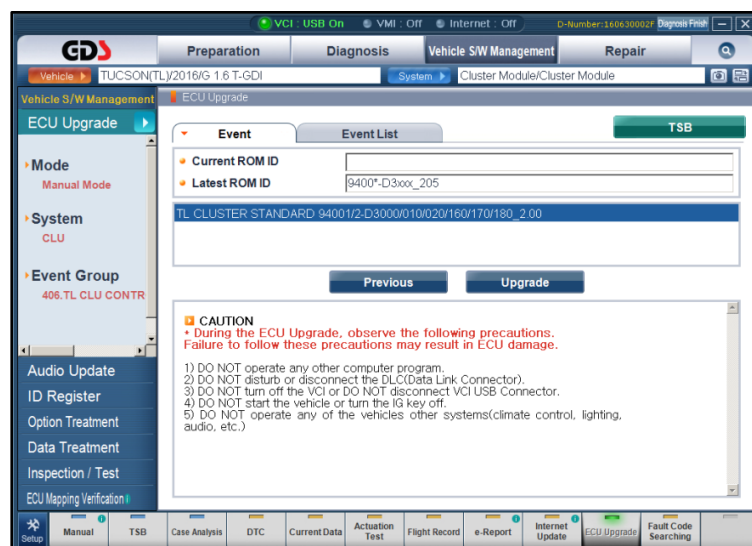 VCI : USB On VMI : Off Internet : Off D-Number:160630002F Diagnosis Finish
GDS Preparation Diagnosis Vehicle S/W Management Repair
Vehicle TUCSON(TL)/2016/G 1.6 T-GDI System Cluster Module/Cluster Module
Vehicle S/W Management
ECU Upgrade
Mode
Manual Mode
System
CLU
Event Group
406.TL CLU CONTR
Audio Update
ID Register
Option Treatment
Data Treatment
Inspection / Test
ECU Mapping Verification
ECU Upgrade
Event Event List TSB
Current ROM ID
Latest ROM ID 9400*-D3xxx_205
TL CLUSTER STANDARD 94001/2-D3000/010/020/160/170/180_2.00
Previous Upgrade
CAUTION
* During the ECU Upgrade, observe the following precautions.
Failure to follow these precautions may result in ECU damage.
1) DO NOT operate any other computer program.
2) DO NOT disturb or disconnect the DLC(Data Link Connector).
3) DO NOT turn off the VCI or DO NOT disconnect VCI USB Connector.
4) DO NOT start the vehicle or turn the IG key off.
5) DO NOT operate any of the vehicles other systems(climate control, lighting,
audio, etc.)
Setup Manual TSB Case Analysis DTC Current Data Actuation Test Flight Record e-Report Internet Update ECU Upgrade Fault Code Searching